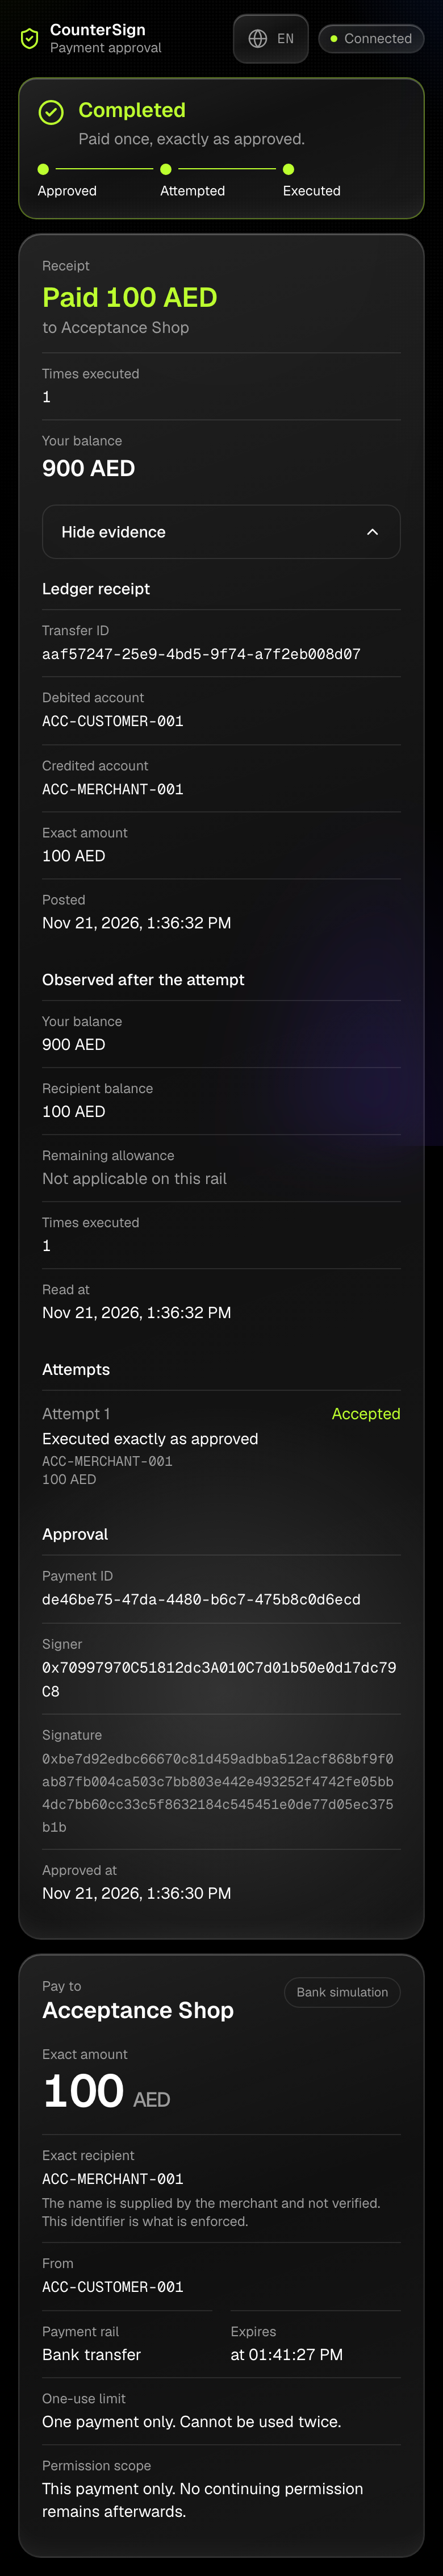 CounterSign
Payment approval
EN
Connected
Completed
Paid once, exactly as approved.
Approved
Attempted
Executed
Receipt
Paid 100 AED
to Acceptance Shop
Times executed
1
Your balance
900 AED
Hide evidence
Ledger receipt
Transfer ID
aaf57247-25e9-4bd5-9f74-a7f2eb008d07
Debited account
ACC-CUSTOMER-001
Credited account
ACC-MERCHANT-001
Exact amount
100 AED
Posted
Nov 21, 2026, 1:36:32 PM
Observed after the attempt
Your balance
900 AED
Recipient balance
100 AED
Remaining allowance
Not applicable on this rail
Times executed
1
Read at
Nov 21, 2026, 1:36:32 PM
Attempts
Attempt 1
Accepted
Executed exactly as approved
ACC-MERCHANT-001
100 AED
Approval
Payment ID
de46be75-47da-4480-b6c7-475b8c0d6ecd
Signer
0x70997970C51812dc3A010C7d01b50e0d17dc79
C8
Signature
0xbe7d92edbc66670c81d459adbba512acf868bf9f0
ab87fb004ca503c7bb803e442e493252f4742fe05bb
4dc7bb60cc33c5f8632184c545451e0de77d05ec375
b1b
Approved at
Nov 21, 2026, 1:36:30 PM
Pay to
Acceptance Shop
Bank simulation
Exact amount
100 AED
Exact recipient
ACC-MERCHANT-001
The name is supplied by the merchant and not verified.
This identifier is what is enforced.
From
ACC-CUSTOMER-001
Payment rail
Bank transfer
Expires
at 01:41:27 PM
One-use limit
One payment only. Cannot be used twice.
Permission scope
This payment only. No continuing permission
remains afterwards.